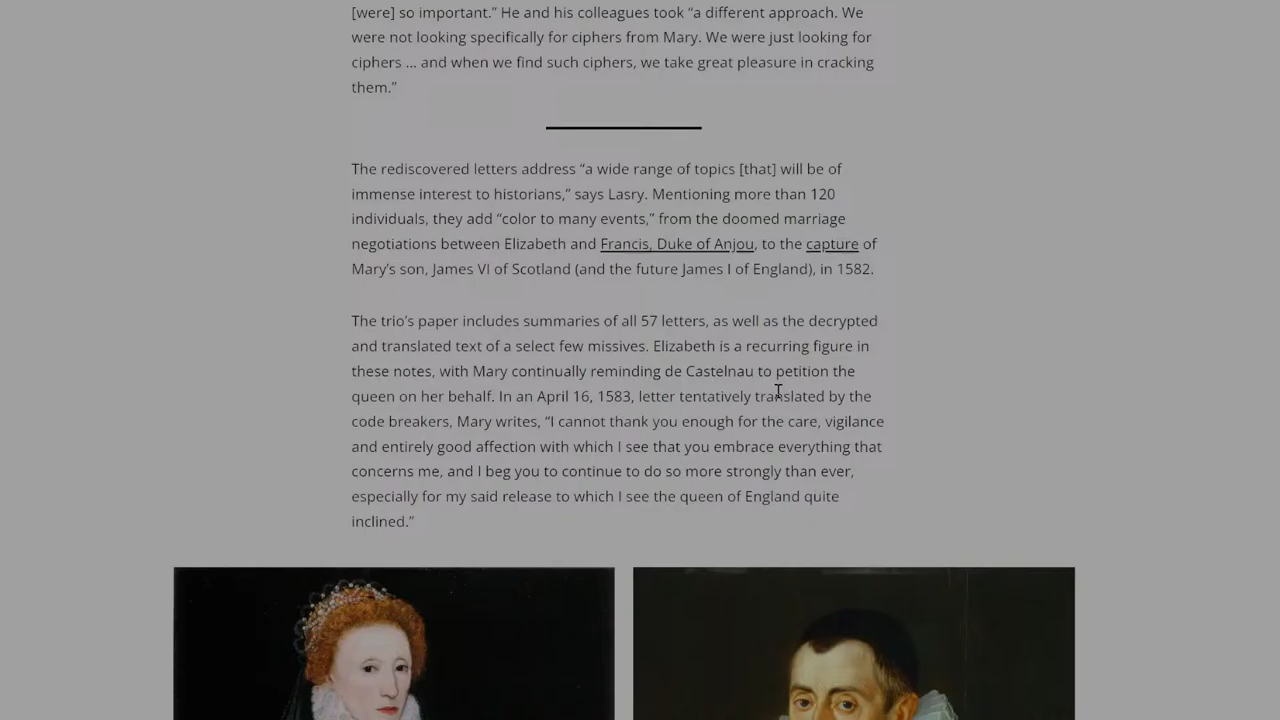 [were] so important.” He and his colleagues took “a different approach. We
were not looking specifically for ciphers from Mary. We were just looking for
ciphers ... and when we find such ciphers, we take great pleasure in cracking
them.”
The rediscovered letters address “a wide range of topics [that] will be of
immense interest to historians,” says Lasry. Mentioning more than 120
individuals, they add “color to many events,” from the doomed marriage
negotiations between Elizabeth and Francis, Duke of Anjou, to the capture of
Mary’s son, James VI of Scotland (and the future James I of England), in 1582.
The trio’s paper includes summaries of all 57 letters, as well as the decrypted
and translated text of a select few missives. Elizabeth is a recurring figure in
these notes, with Mary continually reminding de Castelnau to petition the
queen on her behalf. In an April 16, 1583, letter tentatively translated by the
code breakers, Mary writes, “I cannot thank you enough for the care, vigilance
and entirely good affection with which I see that you embrace everything that
concerns me, and I beg you to continue to do so more strongly than ever,
especially for my said release to which I see the queen of England quite
inclined.”